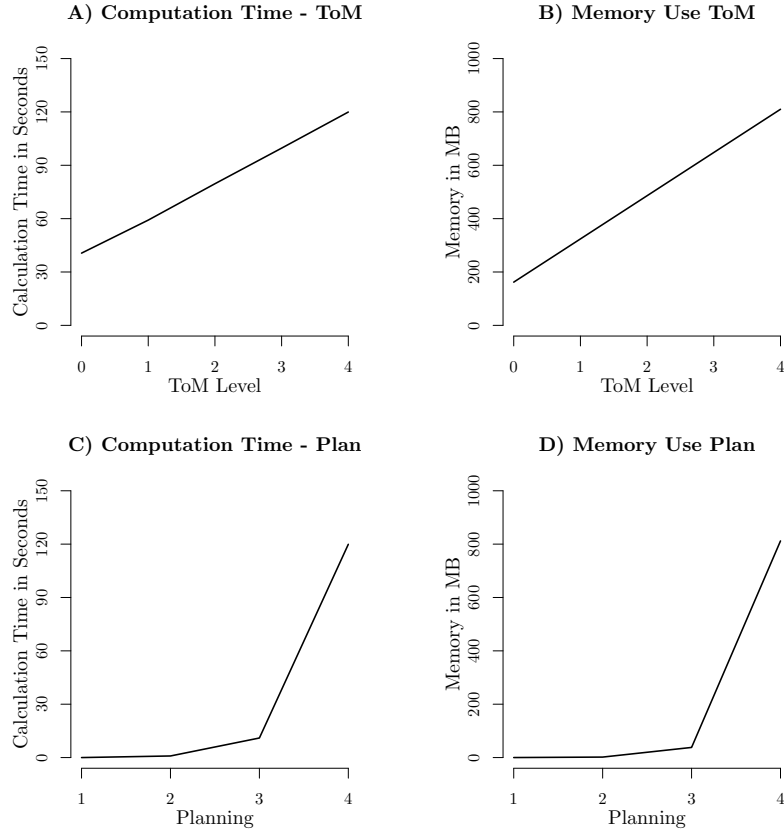 A) Computation Time - ToM
Calculation Time in Seconds
0 30 60 90 120 150
0 1 2 3 4
ToM Level
B) Memory Use ToM
Memory in MB
0 200 400 600 800 1000
0 1 2 3 4
ToM Level
C) Computation Time - Plan
Calculation Time in Seconds
0 30 60 90 120 150
1 2 3 4
Planning
D) Memory Use Plan
Memory in MB
0 200 400 600 800 1000
1 2 3 4
Planning